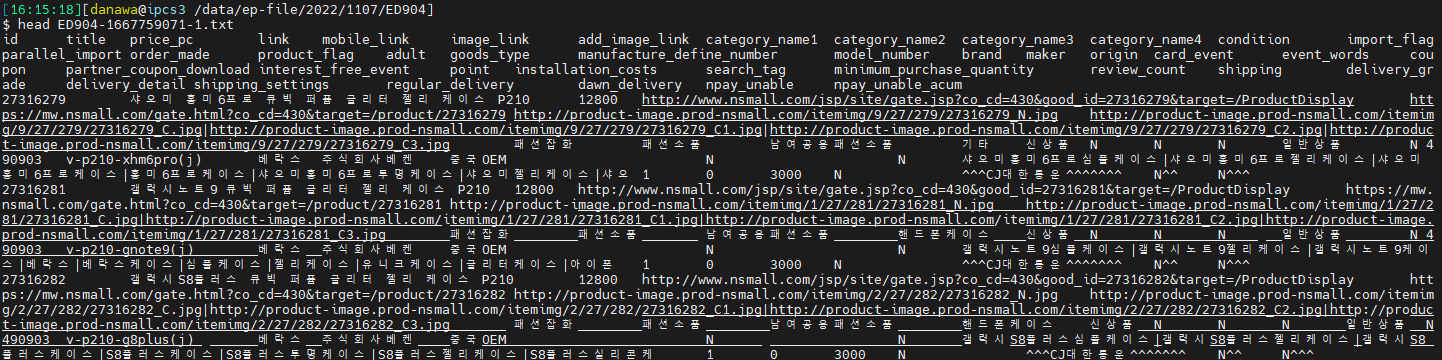 [16:15:18][danawa@ipcs3 /data/ep-file/2022/1107/ED904]
$ head ED904-1667759071-1.txt
id title price_pc link mobile_link image_link add_image_link category_name1 category_name2 category_name3 category_name4 condition import_flag
parallel_import order_made product_flag adult goods_type manufacture_define_number model_number brand maker origin card_event event_words cou
pon partner_coupon_download interest_free_event point installation_costs search_tag minimum_purchase_quantity review_count shipping delivery_gr
ade delivery_detail shipping_settings regular_delivery dawn_delivery npay_unable npay_unable_acum
27316279 샤오미 홍미6프로 큐빅 퍼퓸 글리터 젤리 케이스 P210 12800 http://www.nsmall.com/jsp/site/gate.jsp?co_cd=430&good_id=27316279&target=/ProductDisplay http
s://mw.nsmall.com/gate.html?co_cd=430&target=/product/27316279 http://product-image.prod-nsmall.com/itemimg/9/27/279/27316279_N.jpg http://product-image.prod-nsmall.com/itemim
g/9/27/279/27316279_C.jpg|http://product-image.prod-nsmall.com/itemimg/9/27/279/27316279_C1.jpg|http://product-image.prod-nsmall.com/itemimg/9/27/279/27316279_C2.jpg|http://produc
t-image.prod-nsmall.com/itemimg/9/27/279/27316279_C3.jpg 패션잡화 패션소품 남여공용패션소품 기타 신상품 N N N 일반상품 N 4
90903 v-p210-xhm6pro(j) 베락스 주식회사베켄 중국OEM N N 샤오미홍미6프로심플케이스|샤오미홍미6프로젤리케이스|샤오미
홍미6프로케이스|홍미6프로케이스|샤오미홍미6프로투명케이스|샤오미젤리케이스|샤오 1 0 3000 N ^^^CJ대한통운^^^^^^^ N^^ N^^^
27316281 갤럭시노트9 큐빅 퍼퓸 글리터 젤리 케이스 P210 12800 http://www.nsmall.com/jsp/site/gate.jsp?co_cd=430&good_id=27316281&target=/ProductDisplay https://mw.
nsmall.com/gate.html?co_cd=430&target=/product/27316281 http://product-image.prod-nsmall.com/itemimg/1/27/281/27316281_N.jpg http://product-image.prod-nsmall.com/itemimg/1/27/2
81/27316281_C.jpg|http://product-image.prod-nsmall.com/itemimg/1/27/281/27316281_C1.jpg|http://product-image.prod-nsmall.com/itemimg/1/27/281/27316281_C2.jpg|http://product-image.
prod-nsmall.com/itemimg/1/27/281/27316281_C3.jpg 패션잡화 패션소품 남여공용패션소품 핸드폰케이스 신상품 N N N 일반상품 N 4
90903 v-p210-gnote9(j) 베락스 주식회사베켄 중국OEM N N 갤럭시노트9심플케이스|갤럭시노트9젤리케이스|갤럭시노트9케이
스|베락스|베락스케이스|심플케이스|젤리케이스|유니크케이스|글리터케이스|아이폰 1 0 3000 N ^^^CJ대한통운^^^^^^^ N^^ N^^^
27316282 갤럭시S8플러스 큐빅 퍼퓸 글리터 젤리 케이스 P210 12800 http://www.nsmall.com/jsp/site/gate.jsp?co_cd=430&good_id=27316282&target=/ProductDisplay htt
ps://mw.nsmall.com/gate.html?co_cd=430&target=/product/27316282 http://product-image.prod-nsmall.com/itemimg/2/27/282/27316282_N.jpg http://product-image.prod-nsmall.com/itemi
mg/2/27/282/27316282_C.jpg|http://product-image.prod-nsmall.com/itemimg/2/27/282/27316282_C1.jpg|http://product-image.prod-nsmall.com/itemimg/2/27/282/27316282_C2.jpg|http://produ
ct-image.prod-nsmall.com/itemimg/2/27/282/27316282_C3.jpg 패션잡화 패션소품 남여공용패션소품 핸드폰케이스 신상품 N N N 일반상품 N
490903 v-p210-g8plus(j) 베락스 주식회사베켄 중국OEM N N 갤럭시S8플러스심플케이스|갤럭시S8플러스젤리케이스|갤럭시S8
플러스케이스|S8플러스케이스|S8플러스투명케이스|S8플러스실리콘케 1 0 3000 N ^^^CJ대한통운^^^^^^^ N^^ N^^^